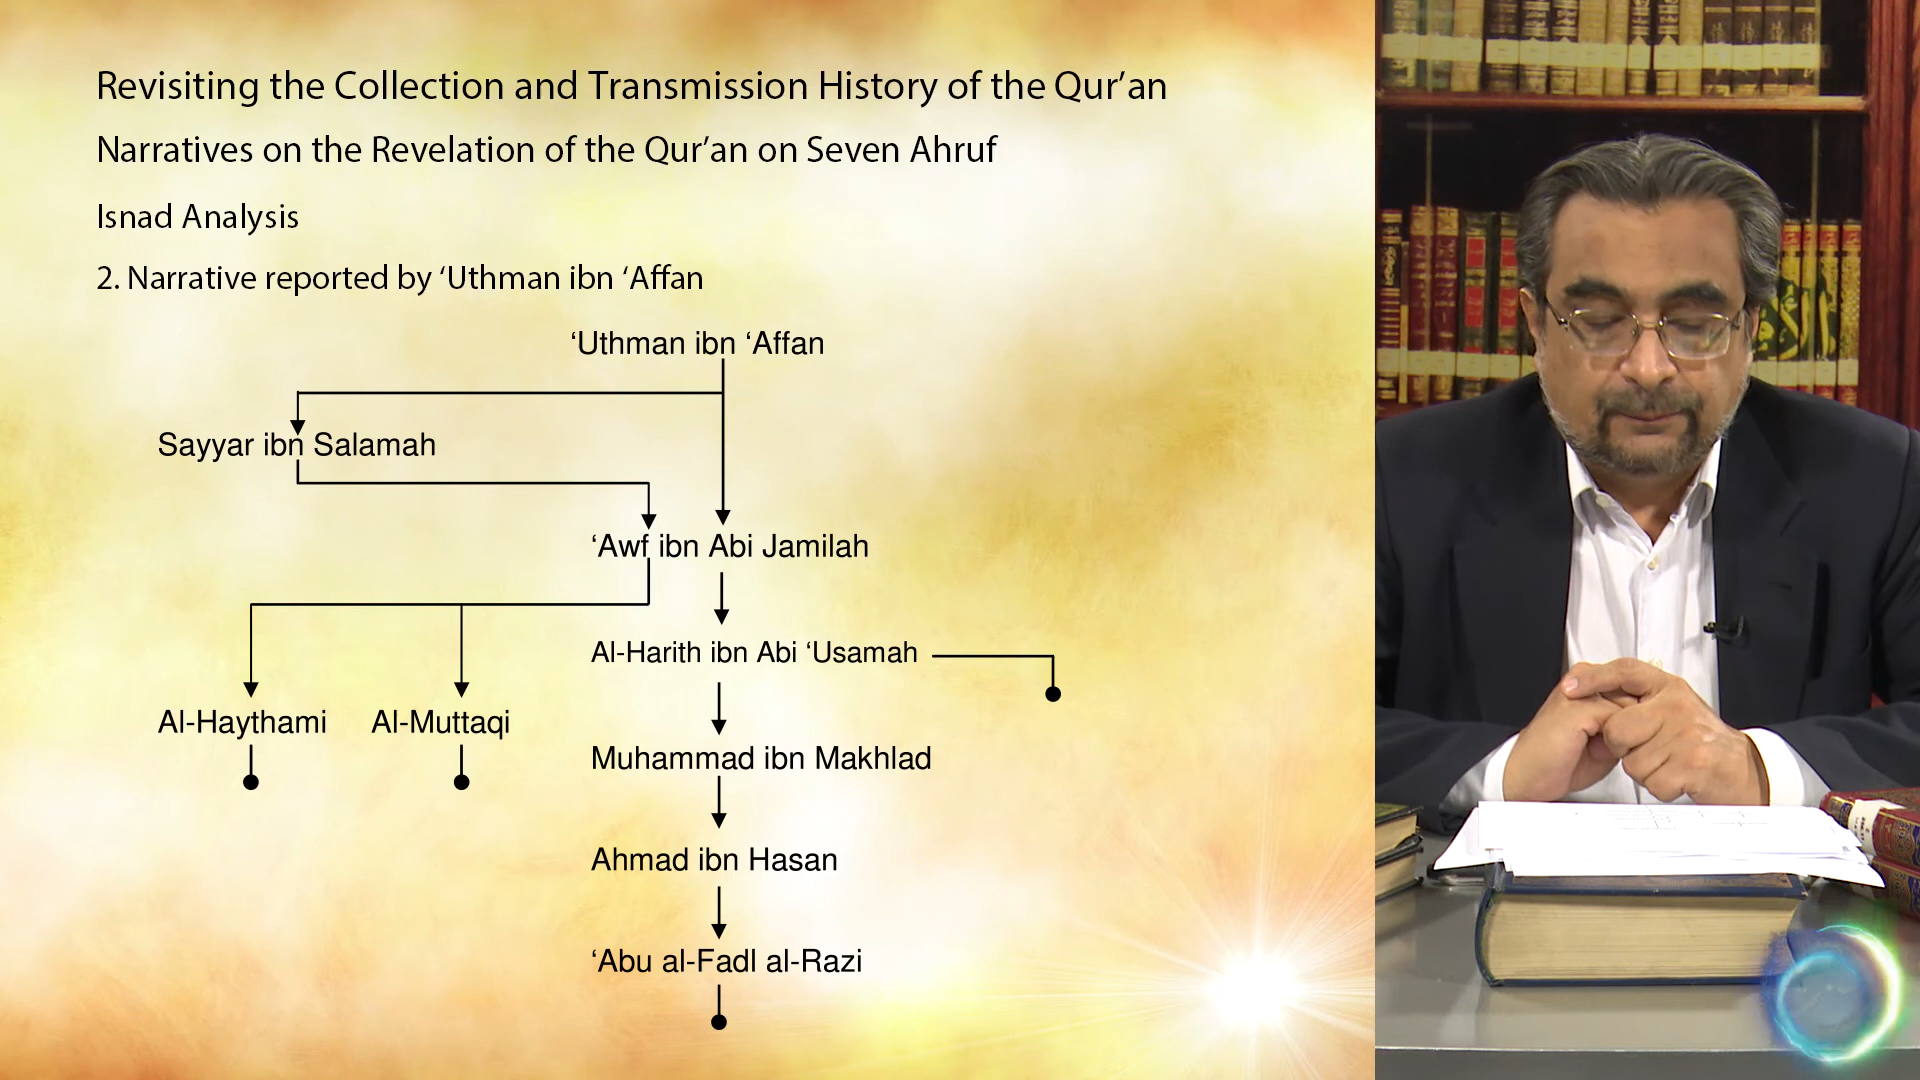 Revisiting the Collection and Transmission History of the Qur’an
Narratives on the Revelation of the Qur’an on Seven Ahruf
Isnad Analysis
2. Narrative reported by ‘Uthman ibn ‘Affan
‘Uthman ibn ‘Affan
Sayyar ibn Salamah
‘Awf ibn Abi Jamilah
Al-Harith ibn Abi ‘Usamah
Al-Haythami Al-Muttaqi
Muhammad ibn Makhlad
Ahmad ibn Hasan
‘Abu al-Fadl al-Razi